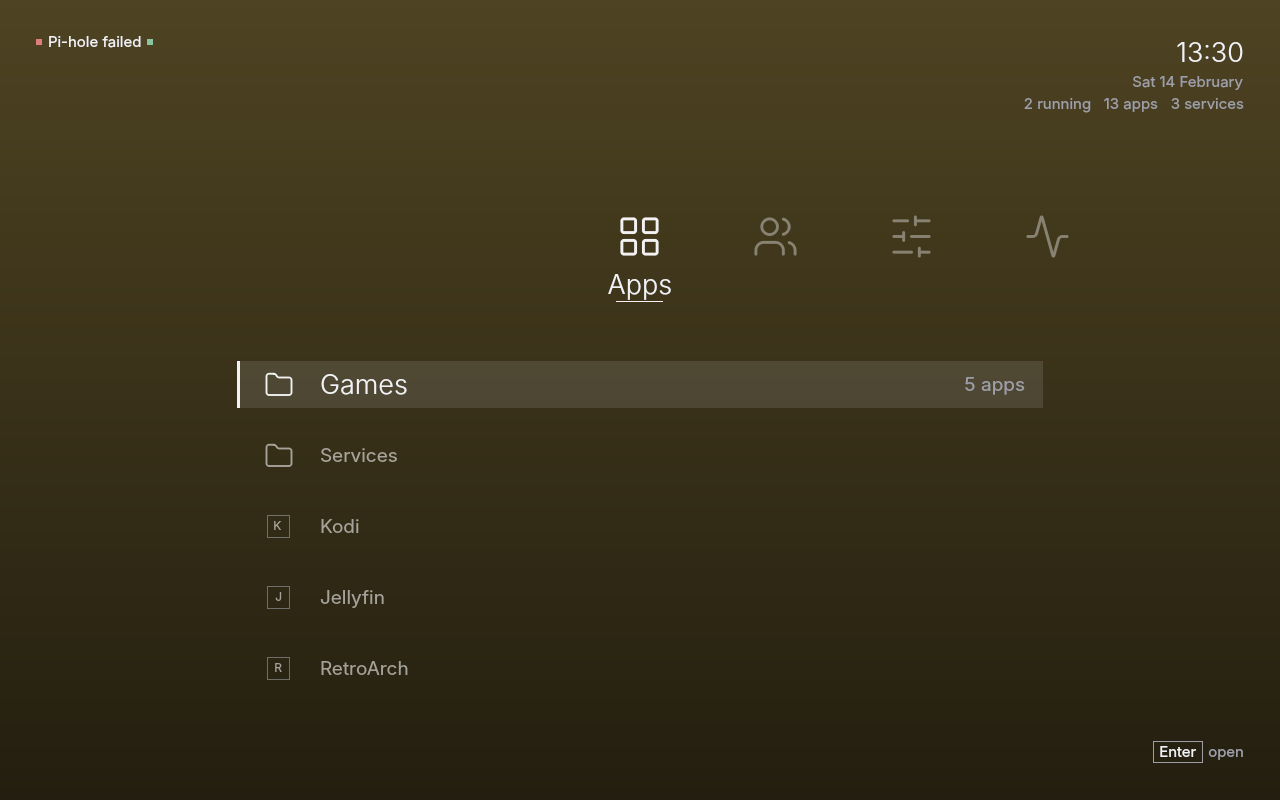 Pi-hole failed
13:30
Sat 14 February
2 running 13 apps 3 services
Apps
Games 5 apps
Services
K Kodi
J Jellyfin
R RetroArch
Enter open